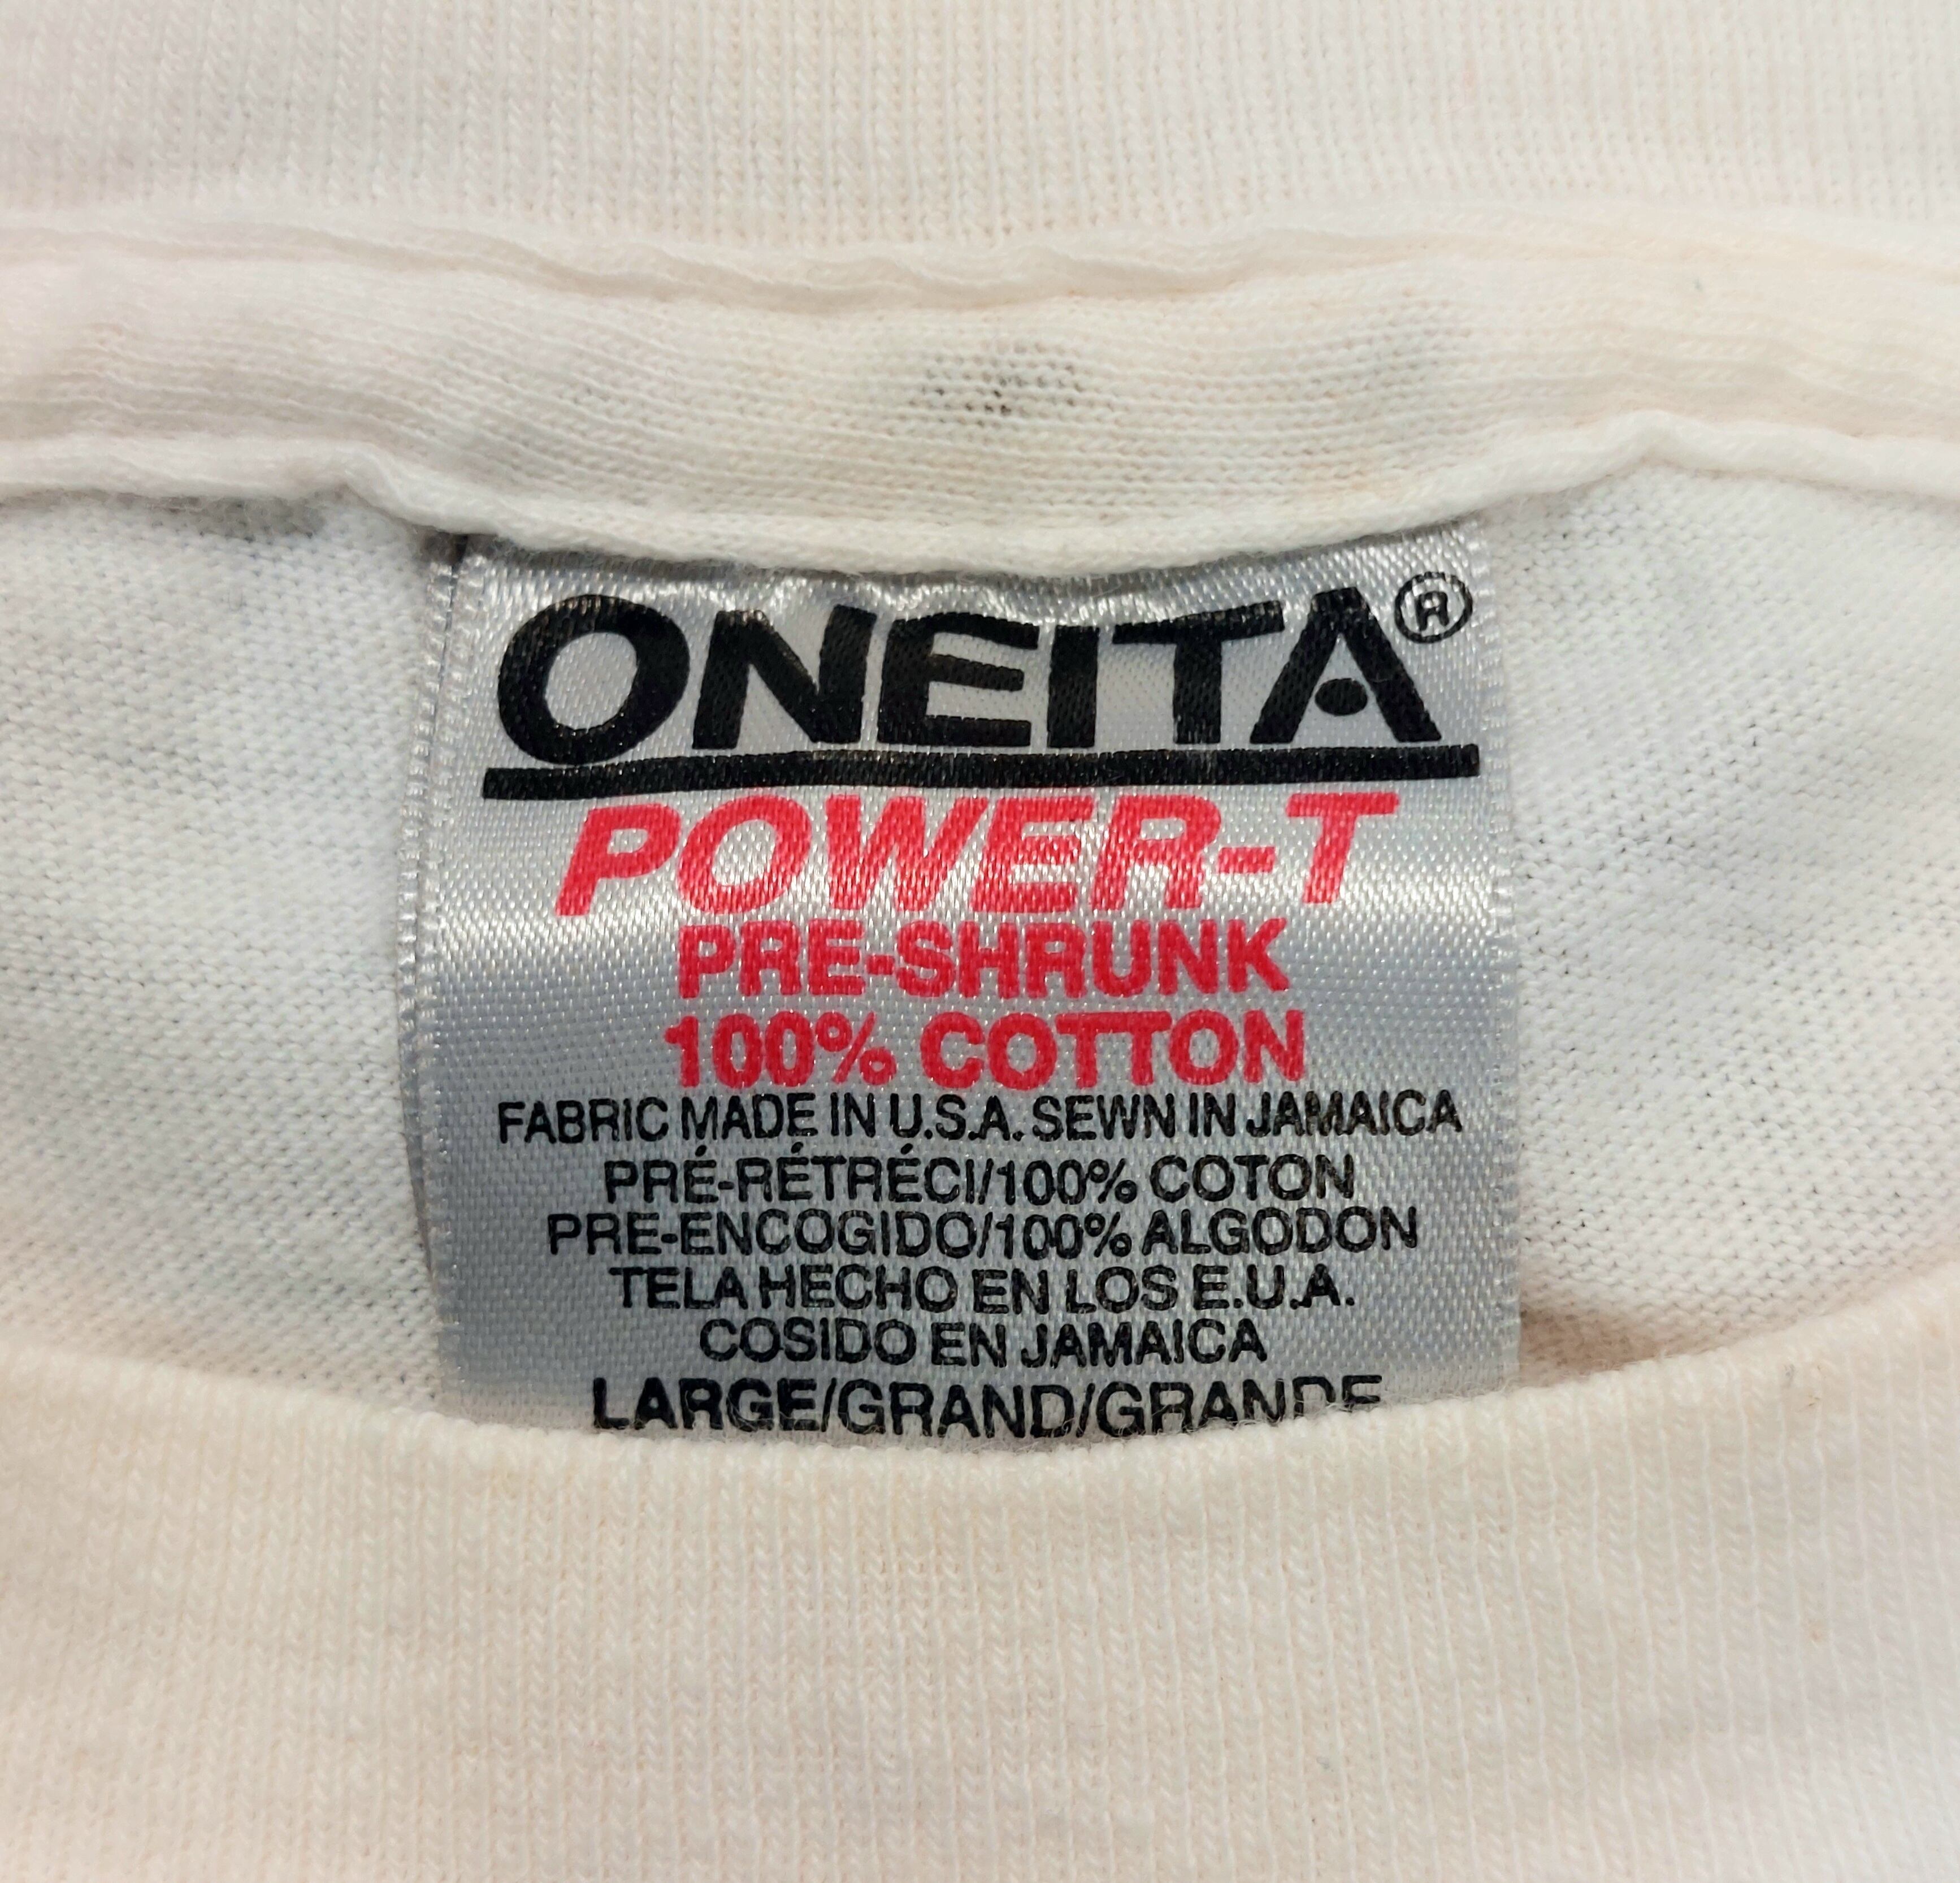 ONEITA®
POWER-T
PRE-SHRUNK
100% COTTON
FABRIC MADE IN U.S.A. SEWN IN JAMAICA
PRÉ-RÉTRÉCI/100% COTON
PRE-ENCOGIDO/100% ALGODON
TELA HECHO EN LOS E.U.A.
COSIDO EN JAMAICA
LARGE/GRAND/GRANDE